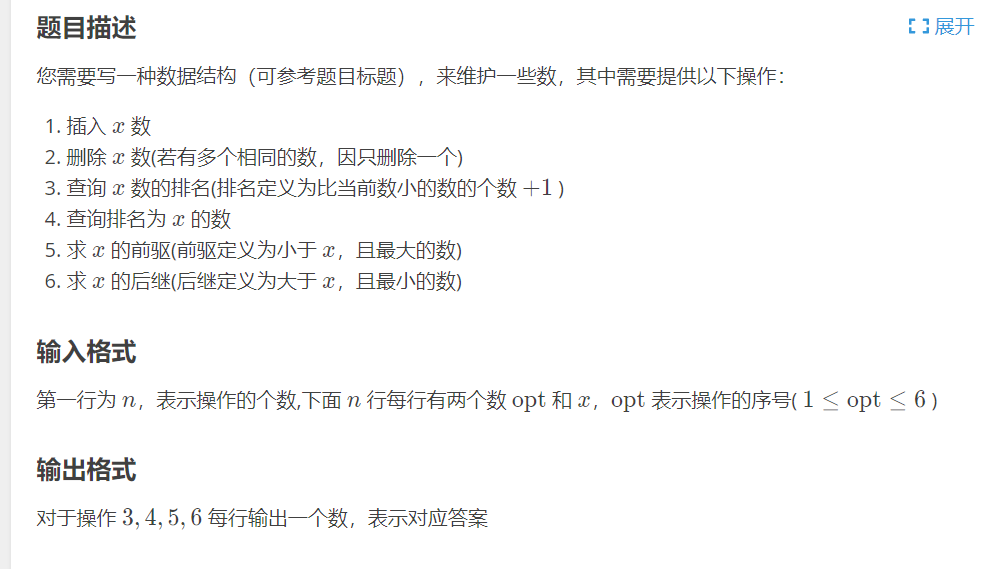 题目描述
展开
您需要写一种数据结构（可参考题目标题），来维护一些数，其中需要提供以下操作：
1. 插入 x 数
2. 删除 x 数(若有多个相同的数，因只删除一个)
3. 查询 x 数的排名(排名定义为比当前数小的数的个数 +1 )
4. 查询排名为 x 的数
5. 求 x 的前驱(前驱定义为小于 x，且最大的数)
6. 求 x 的后继(后继定义为大于 x，且最小的数)
输入格式
第一行为 n，表示操作的个数,下面 n 行每行有两个数 opt 和 x，opt 表示操作的序号( 1 ≤ opt ≤ 6 )
输出格式
对于操作 3,4,5,6 每行输出一个数，表示对应答案